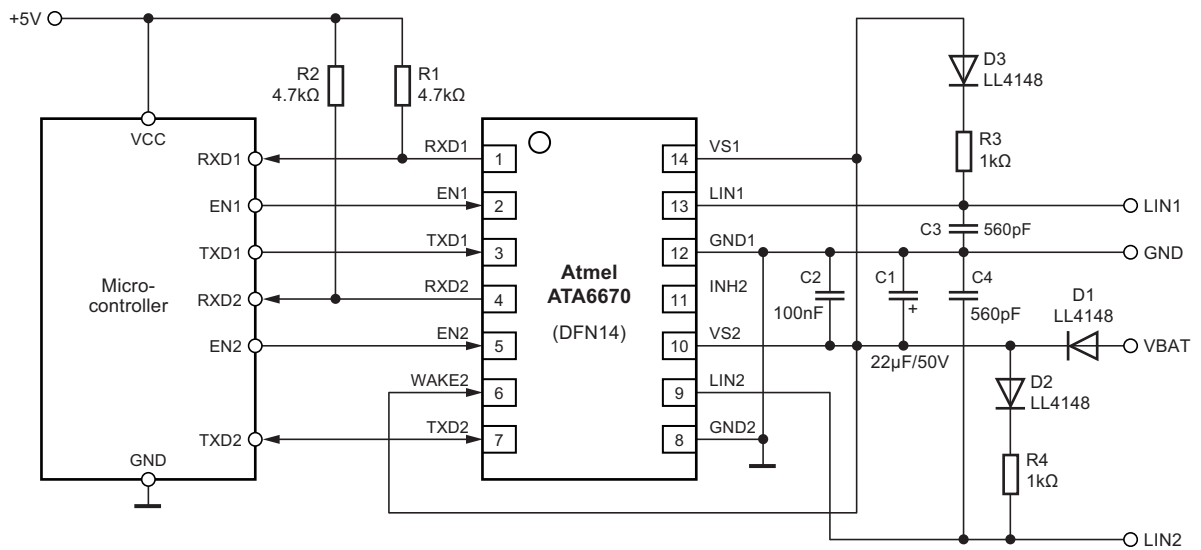 +5V
R2
4.7kΩ
R1
4.7kΩ
D3
LL4148
R3
1kΩ
VCC
RXD1
EN1
TXD1
RXD2
EN2
TXD2
GND
Micro-
controller
RXD1
EN1
TXD1
RXD2
EN2
WAKE2
TXD2
1
2
3
4
5
6
7
Atmel
ATA6670
(DFN14)
14
13
12
11
10
9
8
VS1
LIN1
GND1
INH2
VS2
LIN2
GND2
C3
560pF
C2
100nF
C1
+
22µF/50V
C4
560pF
D1
LL4148
D2
LL4148
R4
1kΩ
LIN1
GND
VBAT
LIN2